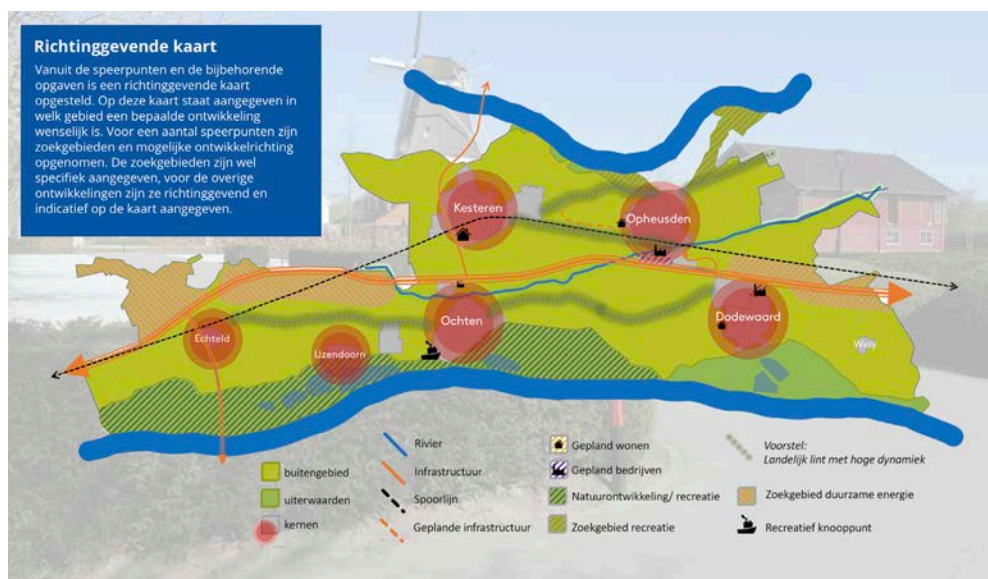 Richtinggevende kaart
Vanuit de speerpunten en de bijbehorende
opgaven is een richtinggevende kaart
opgesteld. Op deze kaart staat aangegeven in
welk gebied een bepaalde ontwikkeling
wenselijk is. Voor een aantal speerpunten zijn
zoekgebieden en mogelijke ontwikkelrichting
opgenomen. De zoekgebieden zijn wel
specifiek aangegeven, voor de overige
ontwikkelingen zijn ze richtinggevend en
indicatief op de kaart aangegeven.
Kesteren
Opheusden
Ochten
Dodewaard
Echteld
IJzendoorn
Wely
buitengebied
uiterwaarden
kernen
Rivier
Infrastructuur
Spoorlijn
Geplande infrastructuur
Gepland wonen
Gepland bedrijven
Natuurontwikkeling/ recreatie
Zoekgebied recreatie
Voorstel:
Landelijk lint met hoge dynamiek
Zoekgebied duurzame energie
Recreatief knooppunt